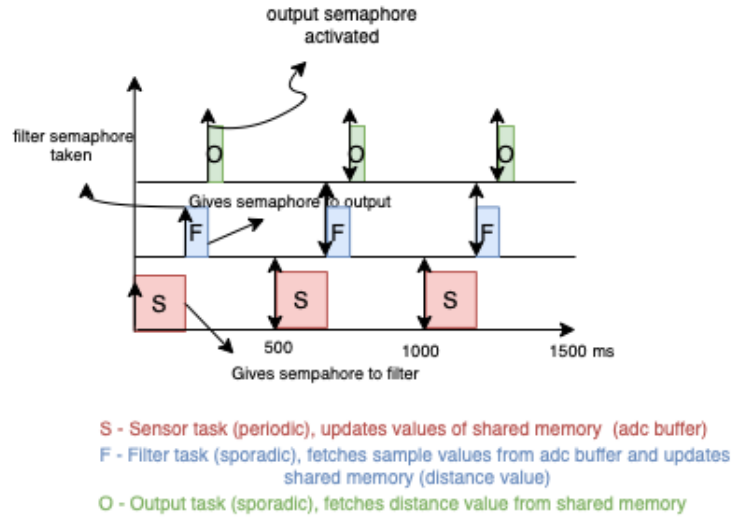 output semaphore
activated
filter semaphore
taken
O
O
O
Gives semaphore to output
F
F
F
S
S
S
500
1000
1500 ms
Gives sempahore to filter
S - Sensor task (periodic), updates values of shared memory (adc buffer)
F - Filter task (sporadic), fetches sample values from adc buffer and updates
shared memory (distance value)
O - Output task (sporadic), fetches distance value from shared memory